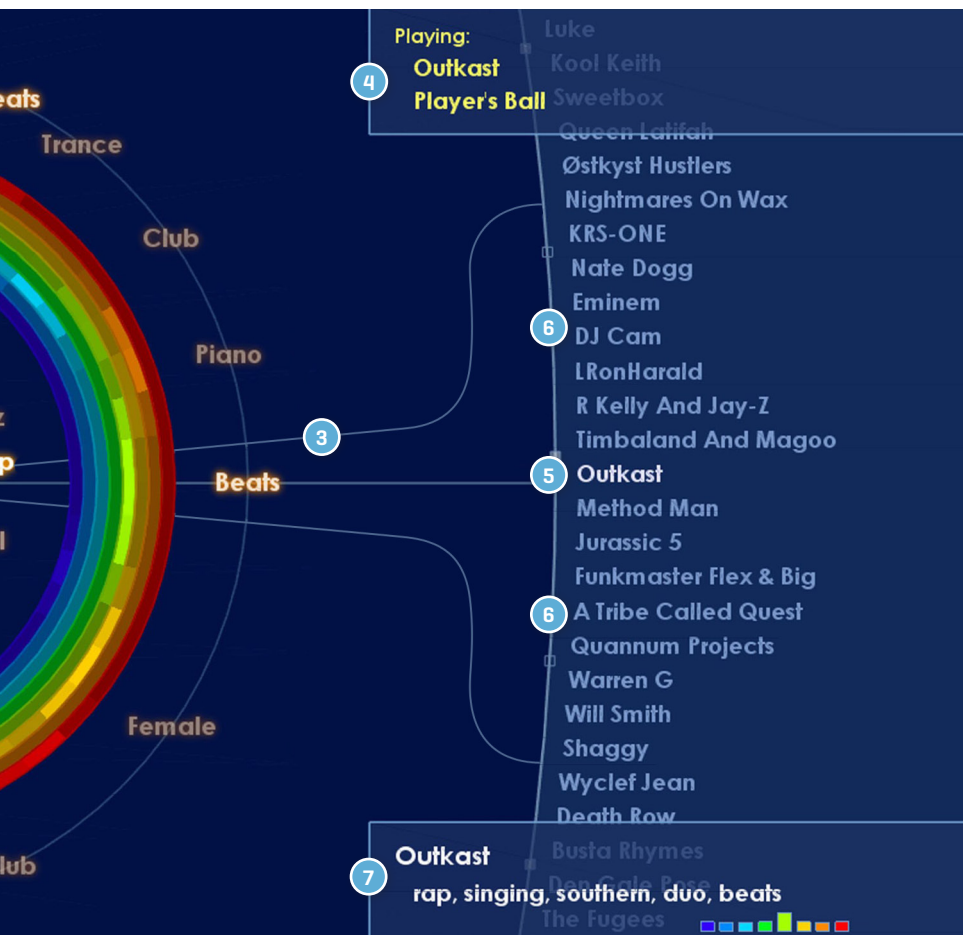 Playing:
Outkast
Player's Ball
4
Luke
Kool Keith
Sweetbox
Queen Latifah
Østkyst Hustlers
Nightmares On Wax
KRS-ONE
Nate Dogg
Eminem
6
DJ Cam
LRonHarald
R Kelly And Jay-Z
Timbaland And Magoo
5
Outkast
Method Man
Jurassic 5
Funkmaster Flex & Big
6
A Tribe Called Quest
Quannum Projects
Warren G
Will Smith
Shaggy
Wyclef Jean
Death Row
Busta Rhymes
The Fugees
eats
Trance
Club
Piano
3
z
p
Beats
l
Female
lub
7
Outkast
rap, singing, southern, duo, beats